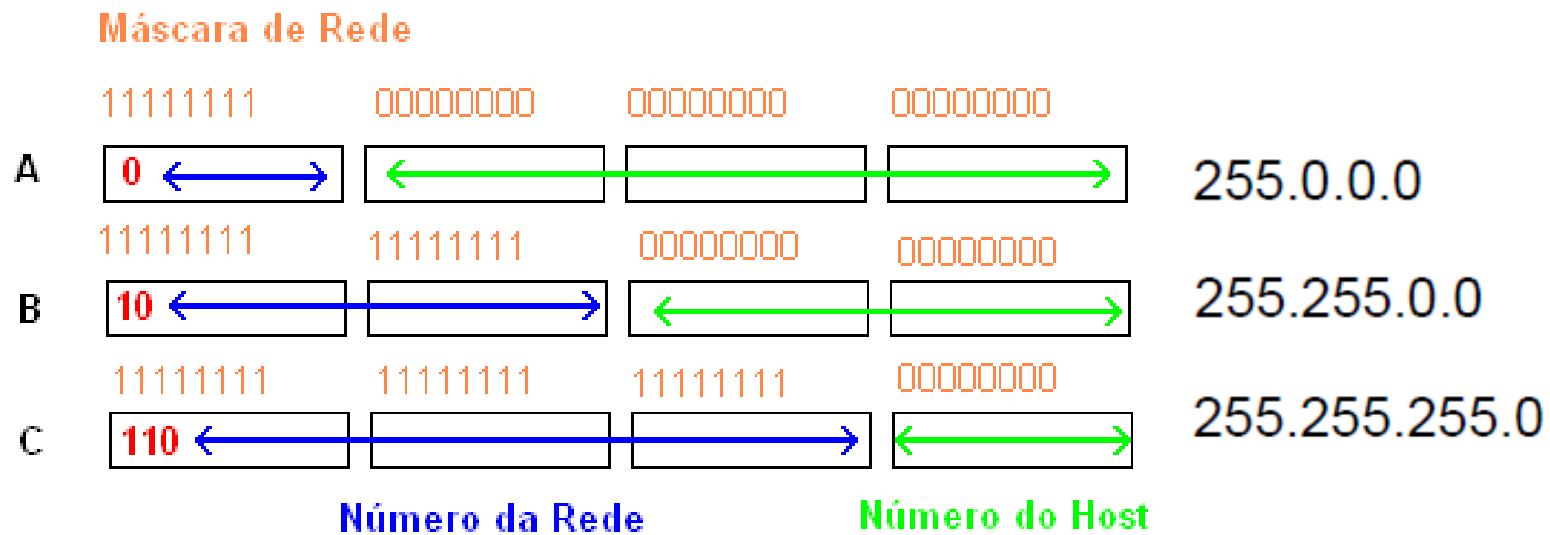 Máscara de Rede
11111111 00000000 00000000 00000000
A 0 255.0.0.0
11111111 11111111 00000000 00000000
B 10 255.255.0.0
11111111 11111111 11111111 00000000
C 110 255.255.255.0
Número da Rede Número do Host